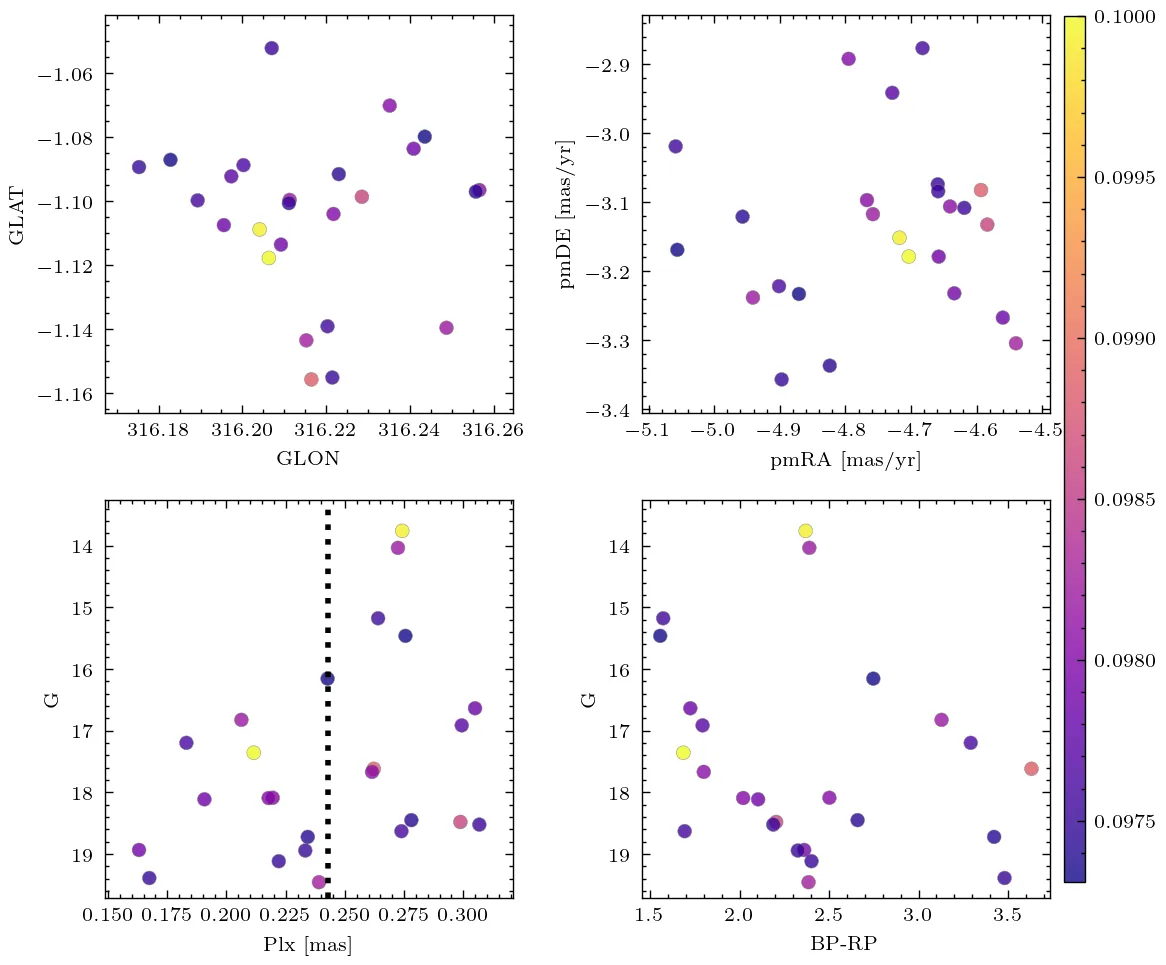 −1.06
−1.08
−1.10
−1.12
−1.14
−1.16
GLAT
316.18 316.20 316.22 316.24 316.26
GLON
−2.9
−3.0
−3.1
−3.2
−3.3
−3.4
pmDE [mas/yr]
−5.1 −5.0 −4.9 −4.8 −4.7 −4.6 −4.5
pmRA [mas/yr]
0.1000
0.0995
0.0990
0.0985
0.0980
0.0975
14
15
16
17
18
19
G
0.150 0.175 0.200 0.225 0.250 0.275 0.300
Plx [mas]
14
15
16
17
18
19
G
1.5 2.0 2.5 3.0 3.5
BP-RP